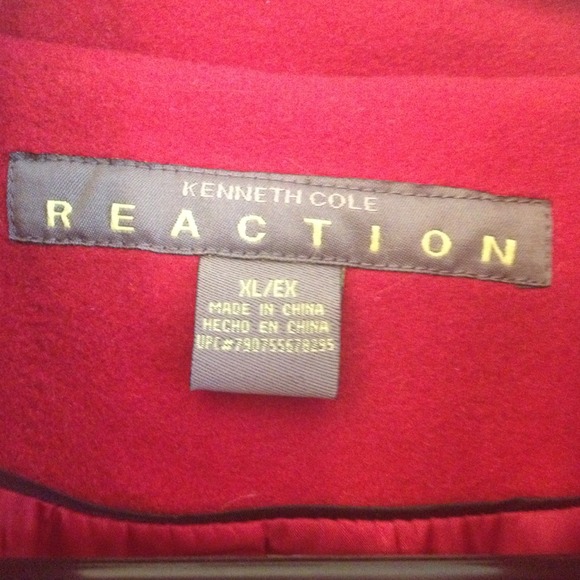 KENNETH COLE
REACTION
XL/EX
MADE IN CHINA
HECHO EN CHINA
UPC#790755678295